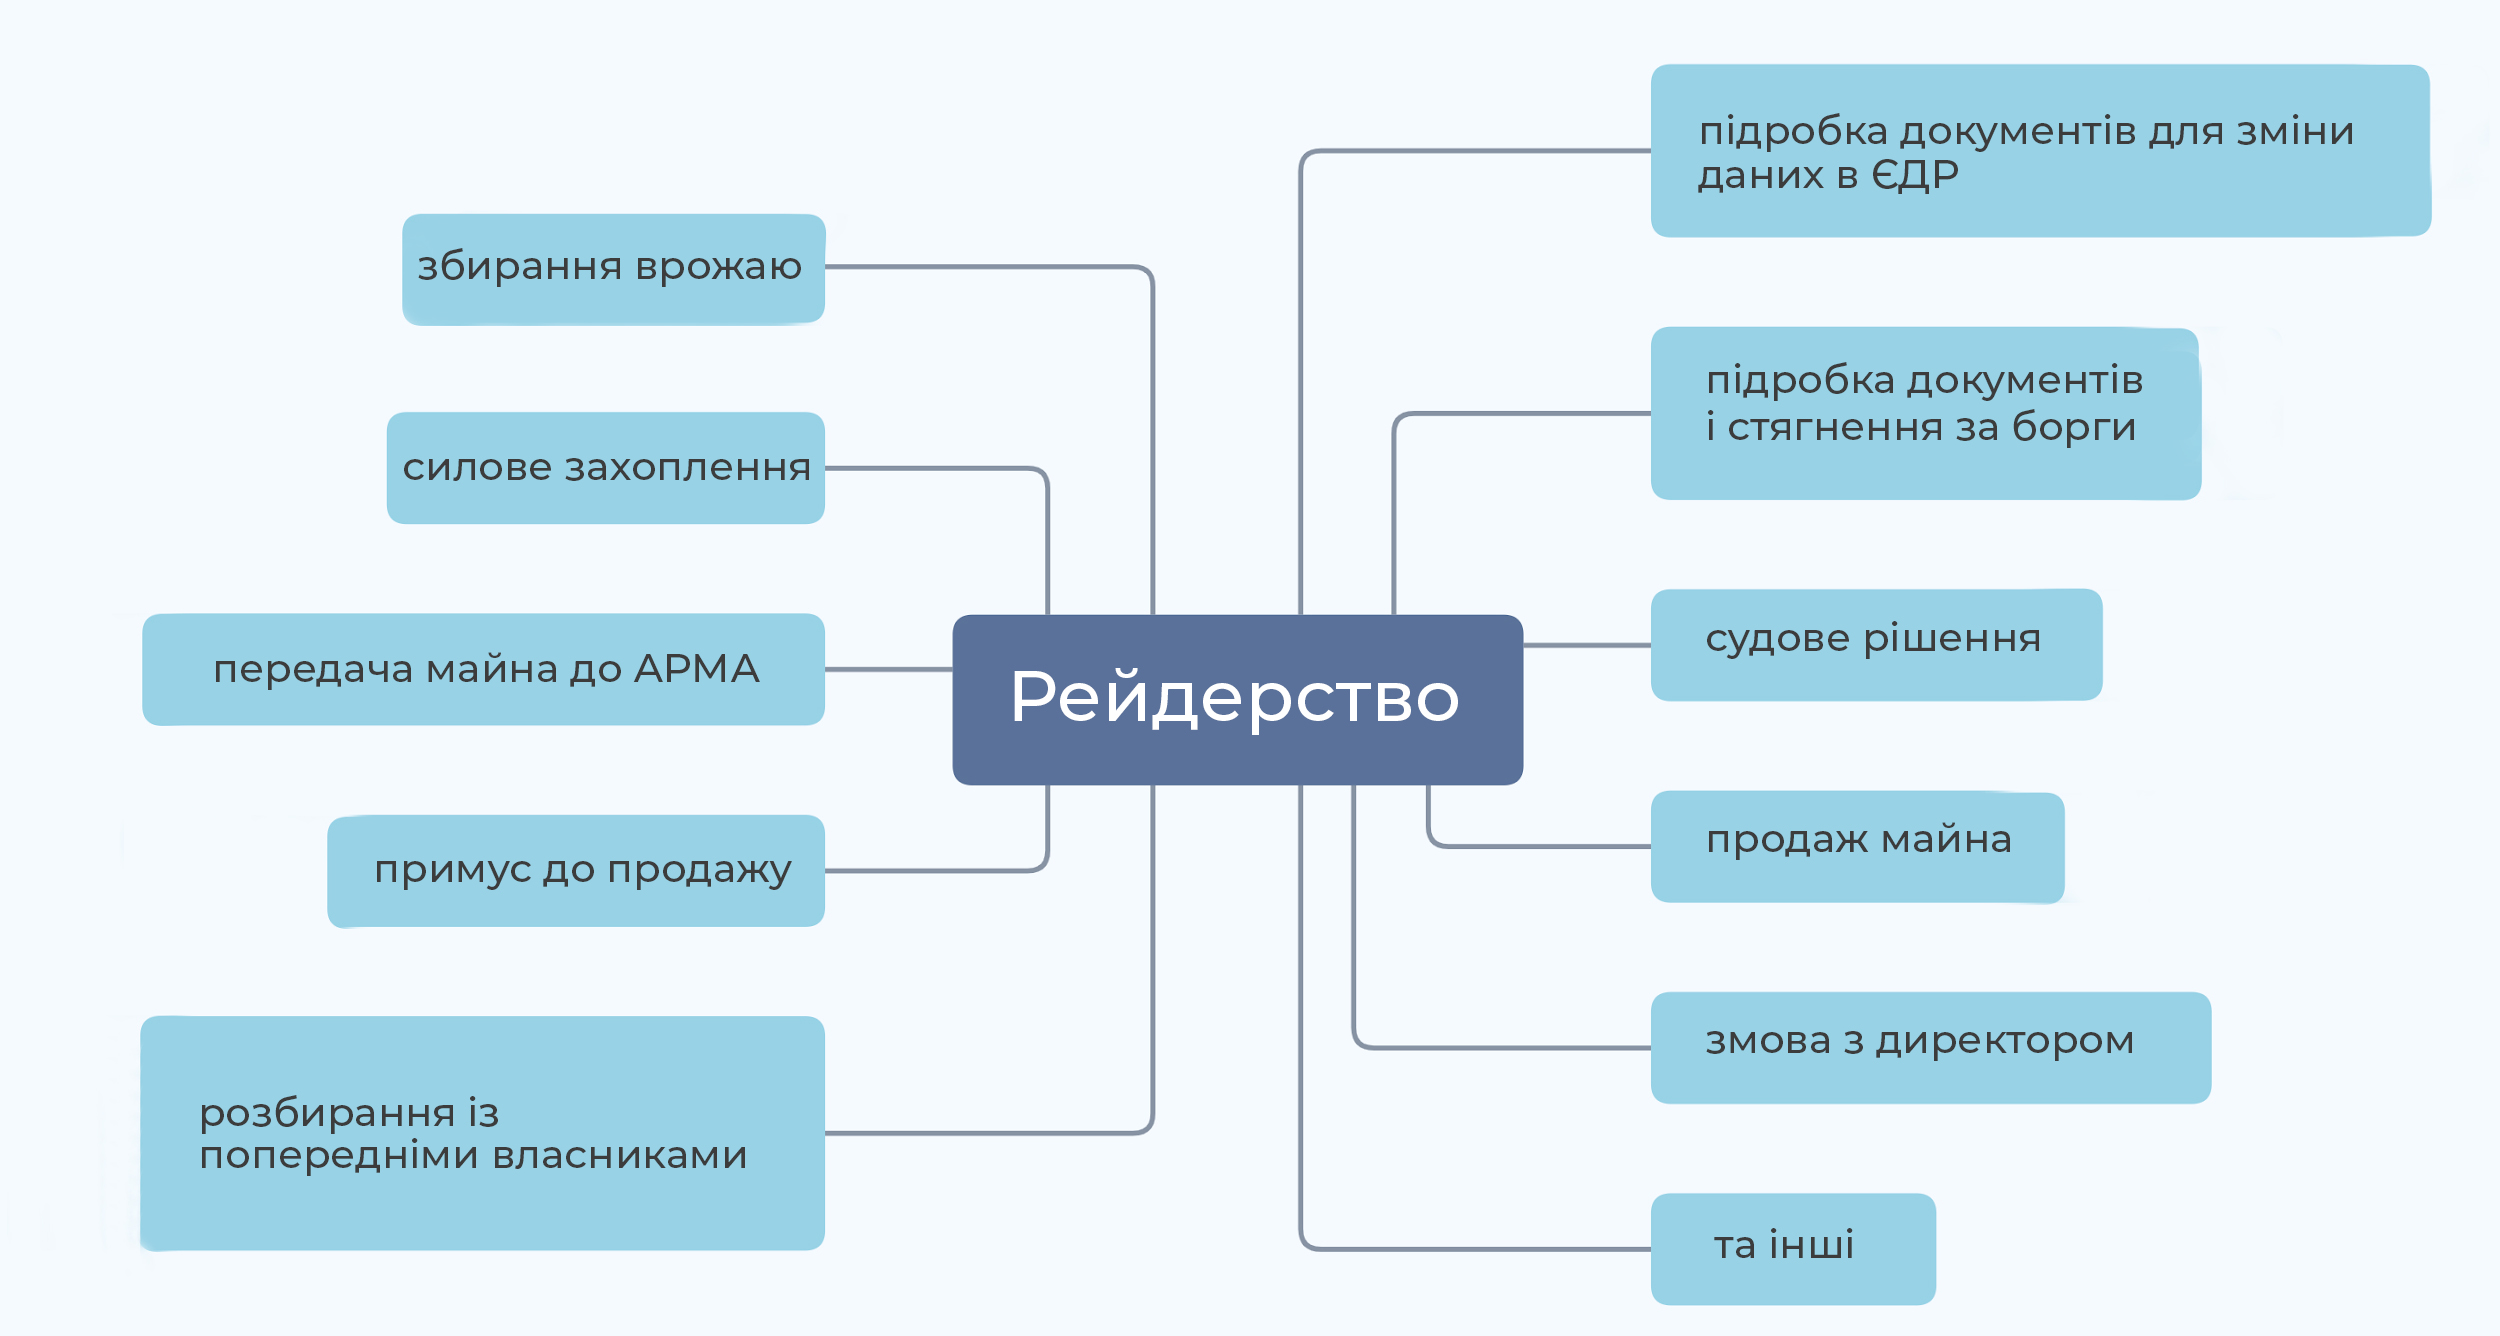 збирання врожаю
силове захоплення
передача майна до АРМА
примус до продажу
розбирання із
попередніми власниками
Рейдерство
підробка документів для зміни
даних в ЄДР
підробка документів
і стягнення за борги
судове рішення
продаж майна
змова з директором
та інші